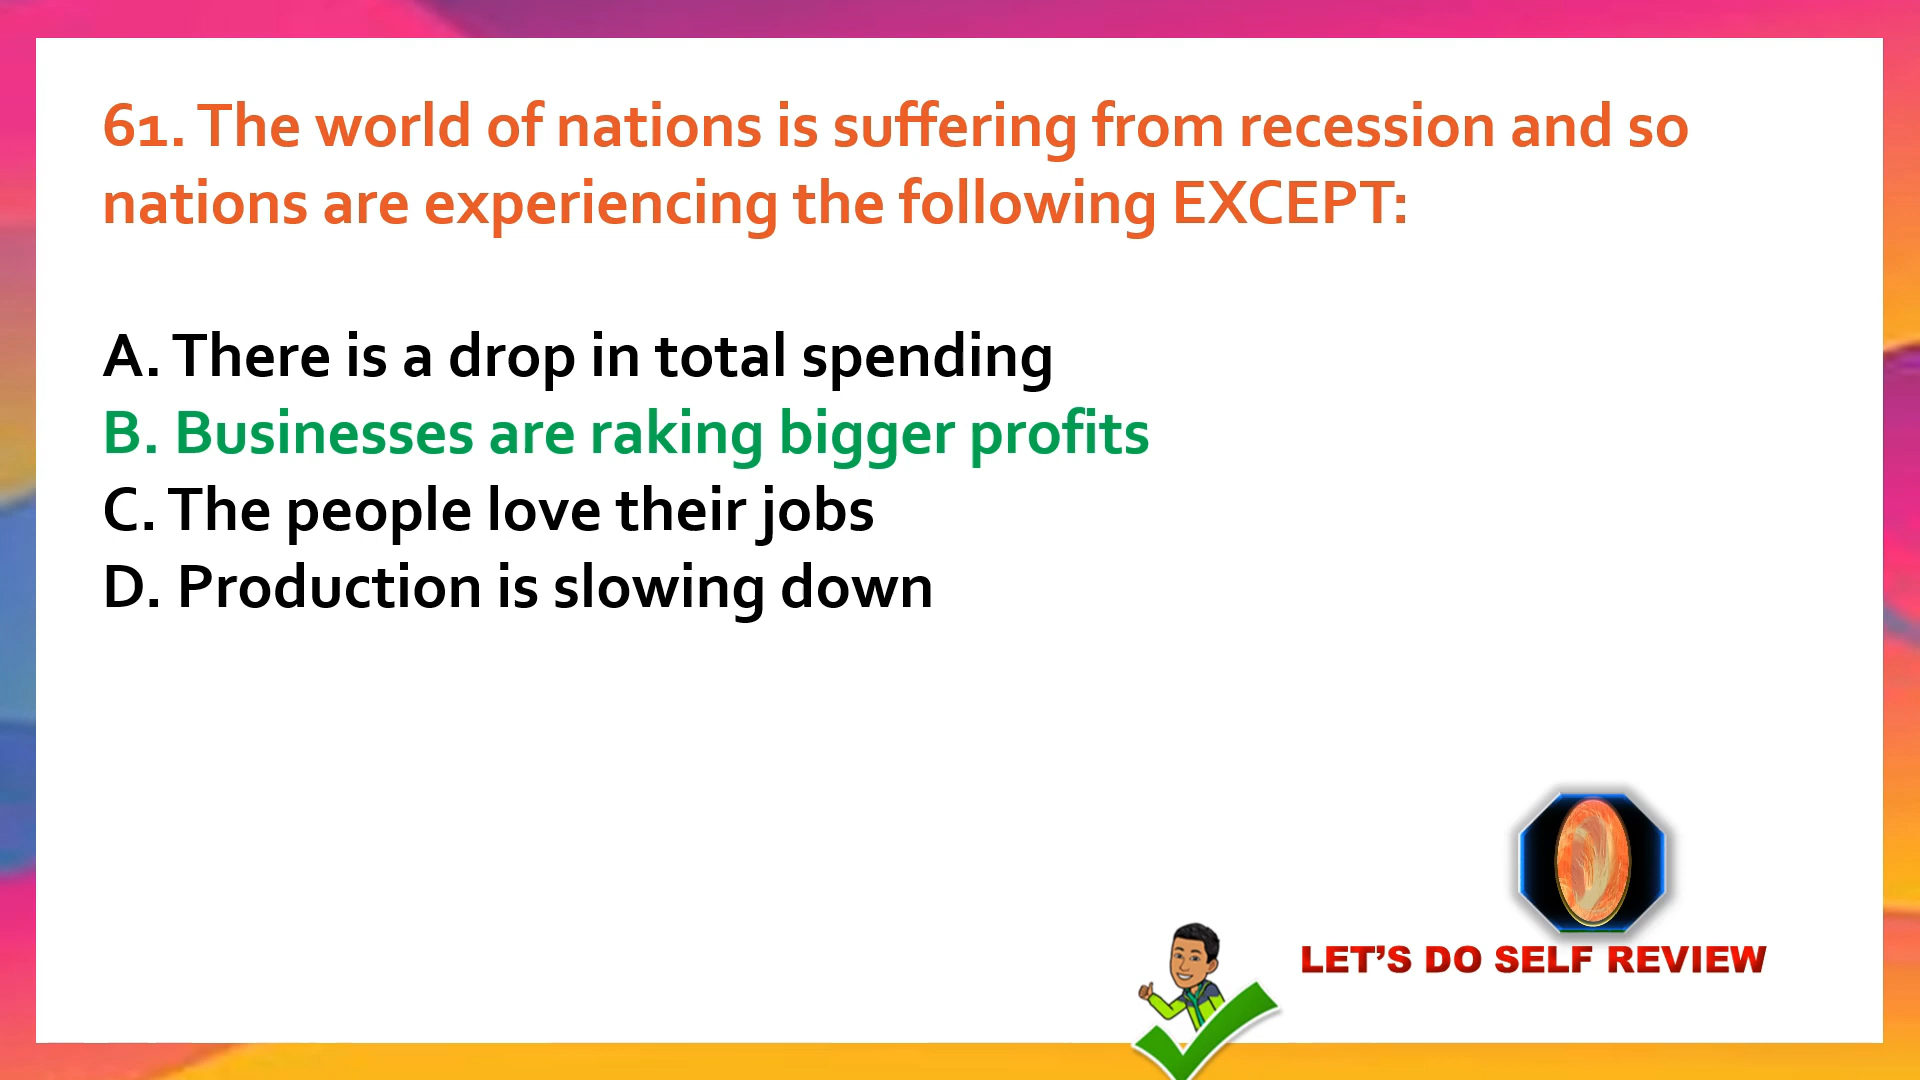 61. The world of nations is suffering from recession and so
nations are experiencing the following EXCEPT:
A. There is a drop in total spending
B. Businesses are raking bigger profits
C. The people love their jobs
D. Production is slowing down
LET'S DO SELF REVIEW